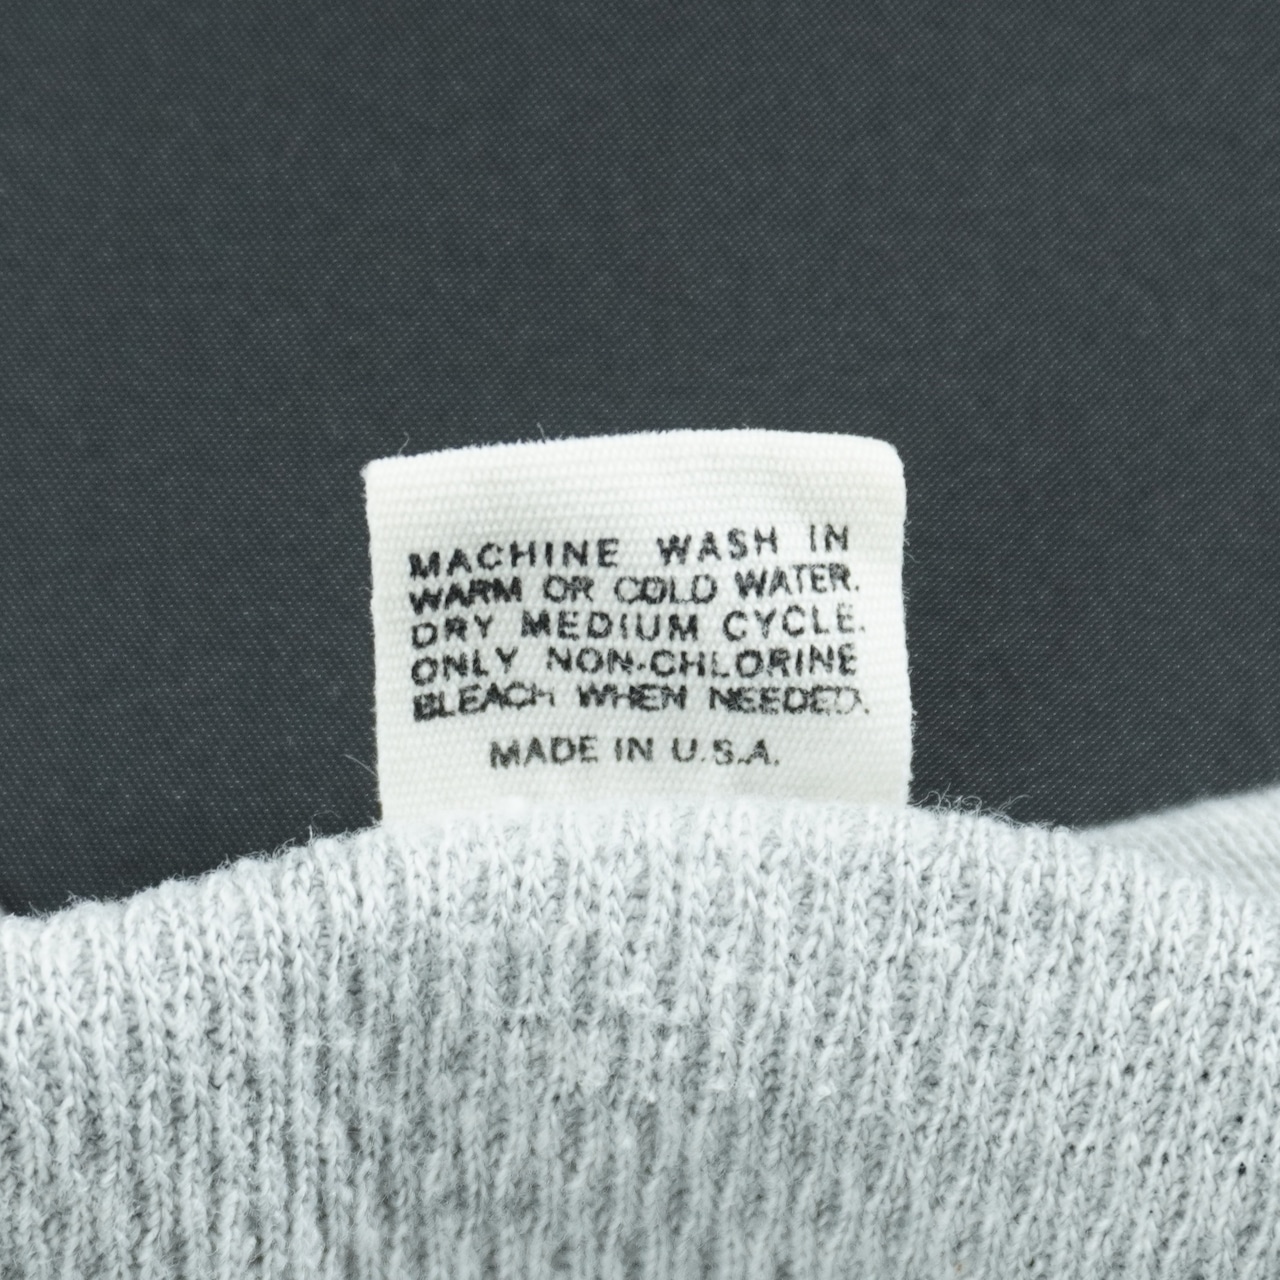 MACHINE WASH IN
WARM OR COLD WATER.
DRY MEDIUM CYCLE.
ONLY NON-CHLORINE
BLEACH WHEN NEEDED.
MADE IN U.S.A.